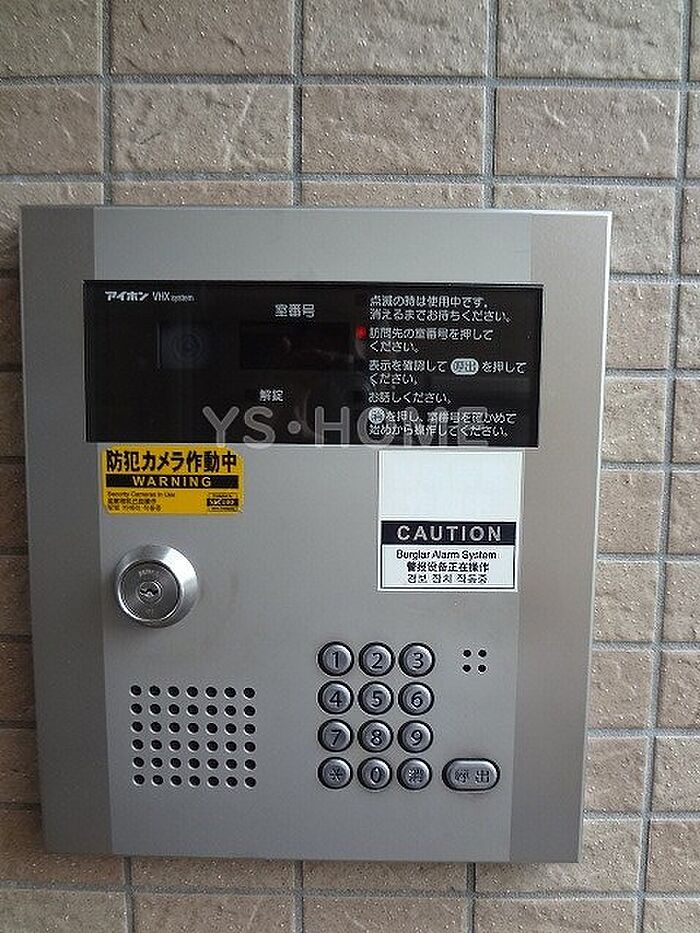 アイホン VHX system
室番号
点滅の時は使用中です。
消えるまでお待ちください。
訪問先の室番号を押して
ください。
表示を確認して 呼出 を押して
ください。
解錠
お話しください。
を押し、室番号を確かめて
始めから操作してください。
YS・HOME
防犯カメラ作動中
WARNING
Security Cameras In Use
CAUTION
Burglar Alarm System
警报设备正在操作
경보 장치 작동중
1 2 3
4 5 6
7 8 9
* 0 消 呼出